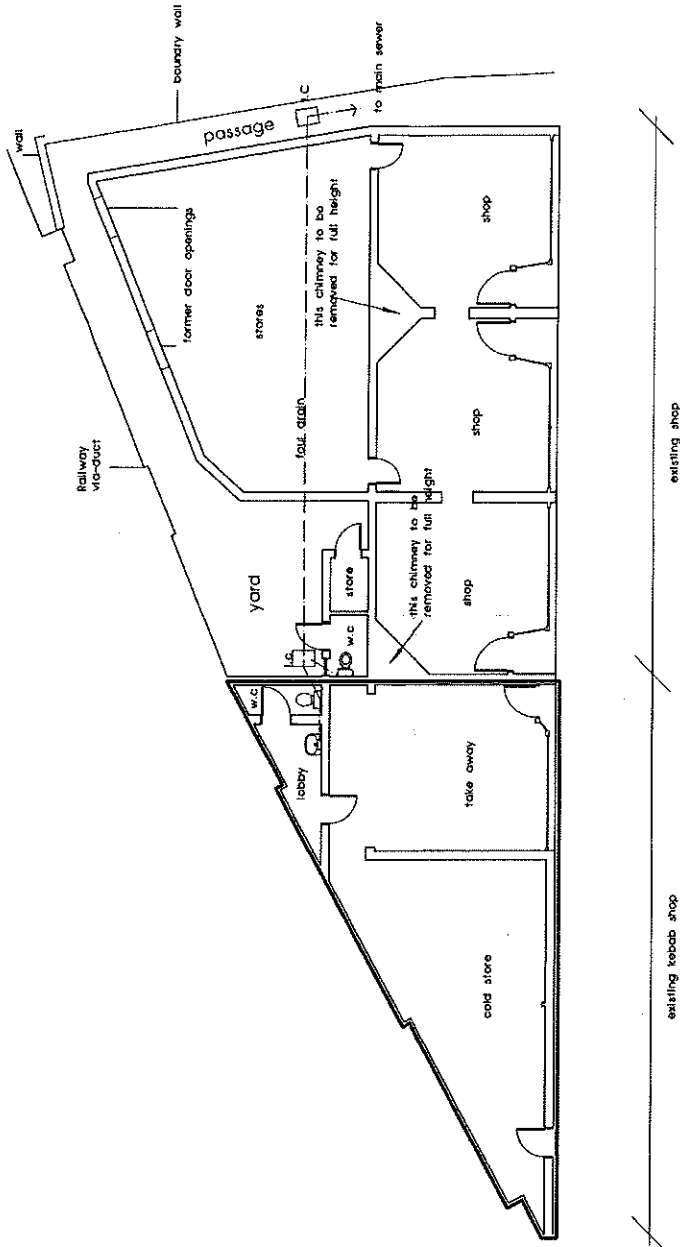 wall
boundry wall
passage
I.C
to main sewer
former door openings
Railway
via-duct
stores
this chimney to be
removed for full height
foul drain
shop
shop
yard
store
w.c
I.C
this chimney to be
removed for full height
shop
w.c
lobby
take away
cold store
existing shop
existing kebab shop